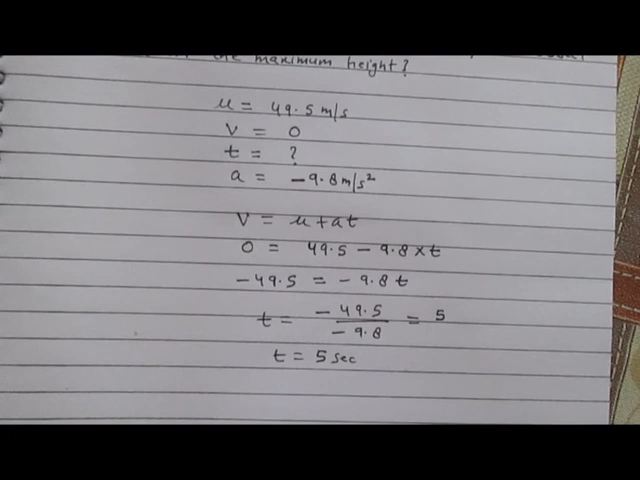 the maximum height?
u = 49.5 m/s
v = 0
t = ?
a = -9.8 m/s²
v = u + at
0 = 49.5 - 9.8 × t
-49.5 = -9.8 t
t = -49.5 / -9.8 = 5
t = 5 sec